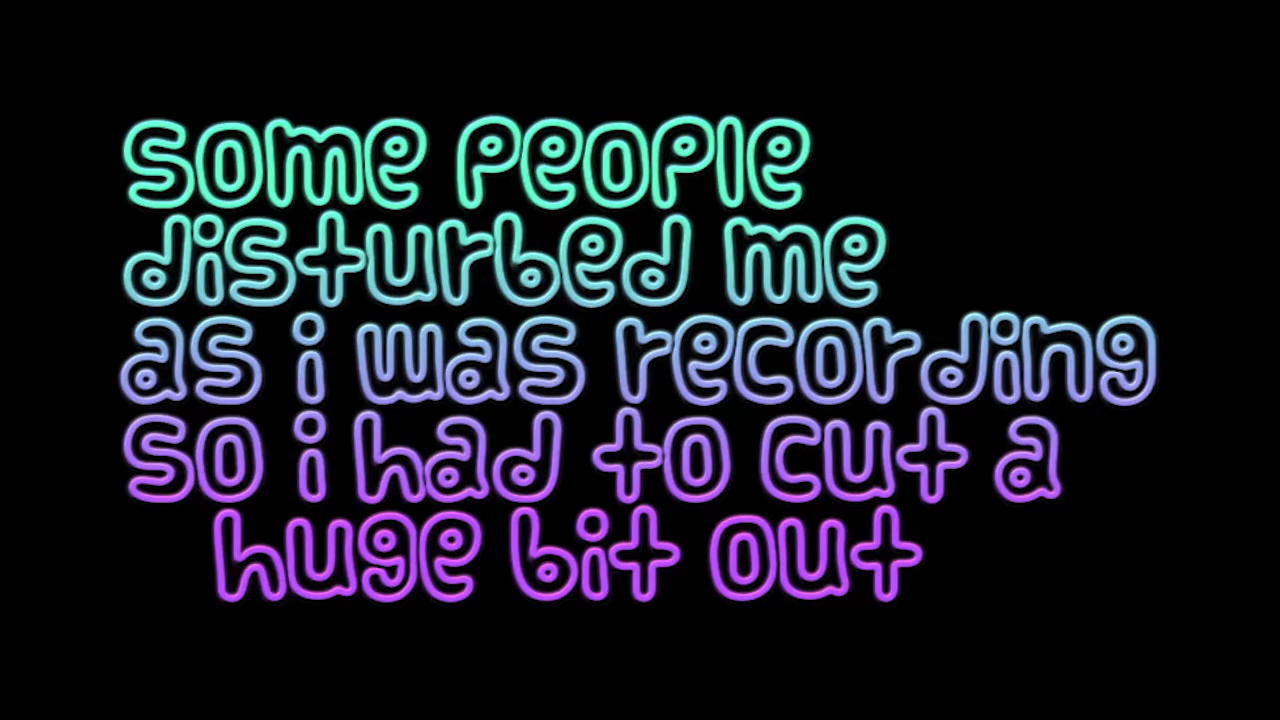 some people
disturbed me
as i was recording
so i had to cut a
huge bit out